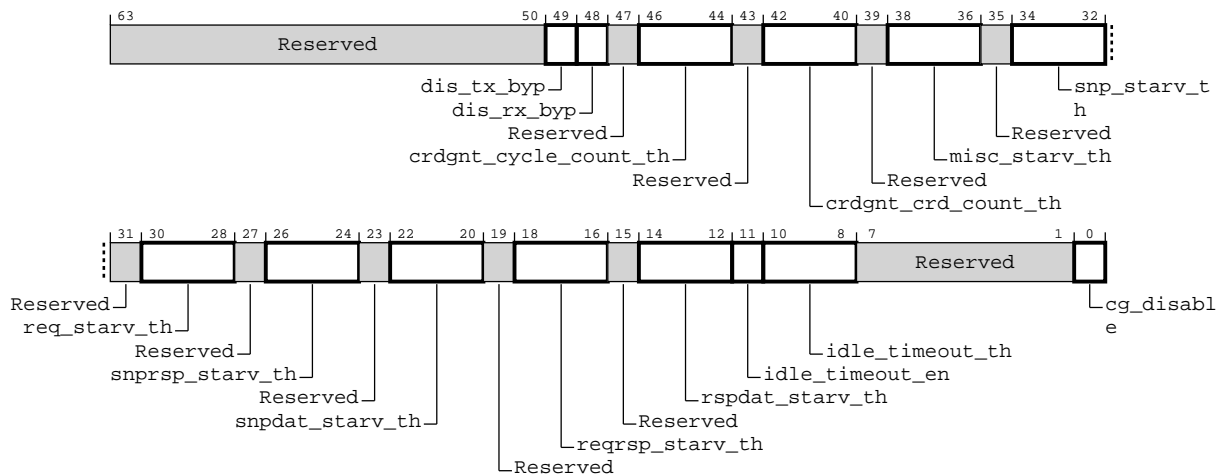 63 50 49 48 47 46 44 43 42 40 39 38 36 35 34 32
Reserved
dis_tx_byp
snp_starv_t
h
dis_rx_byp
Reserved
Reserved
crdgnt_cycle_count_th
misc_starv_th
Reserved
Reserved
crdgnt_crd_count_th
31 30 28 27 26 24 23 22 20 19 18 16 15 14 12 11 10 8 7 1 0
Reserved
Reserved
cg_disabl
e
req_starv_th
Reserved
idle_timeout_th
snprsp_starv_th
idle_timeout_en
Reserved
rspdat_starv_th
snpdat_starv_th
Reserved
reqrsp_starv_th
Reserved